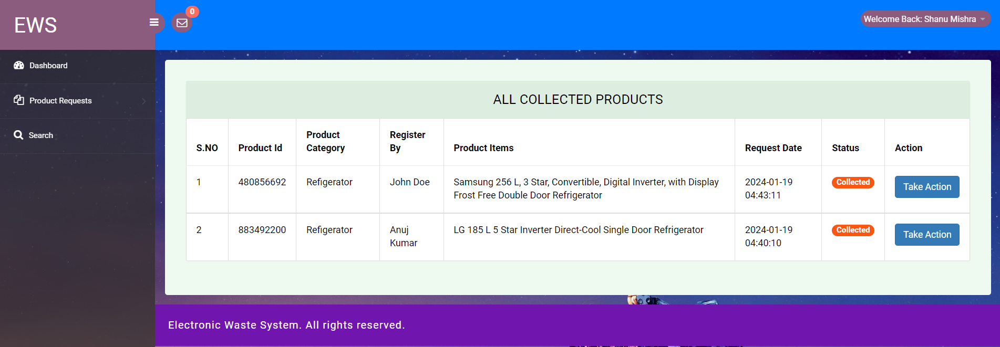 EWS
0
Welcome Back: Shanu Mishra
Dashboard
Product Requests
Search
ALL COLLECTED PRODUCTS
S.NO Product Id Product Category Register By Product Items Request Date Status Action
1 480856692 Refigerator John Doe Samsung 256 L, 3 Star, Convertible, Digital Inverter, with Display 2024-01-19 Collected Take Action
Frost Free Double Door Refrigerator 04:43:11
2 883492200 Refigerator Anuj LG 185 L 5 Star Inverter Direct-Cool Single Door Refrigerator 2024-01-19 Collected Take Action
Kumar 04:40:10
Electronic Waste System. All rights reserved.